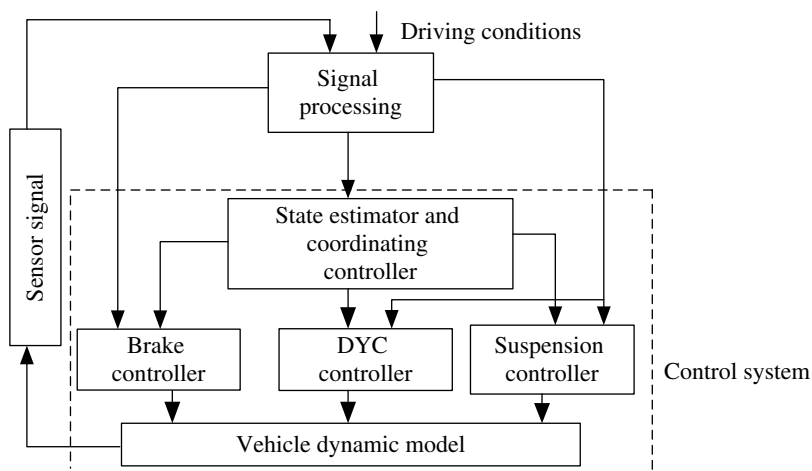 Driving conditions
Signal
processing
Sensor signal
State estimator and
coordinating
controller
Brake
controller
DYC
controller
Suspension
controller
Control system
Vehicle dynamic model